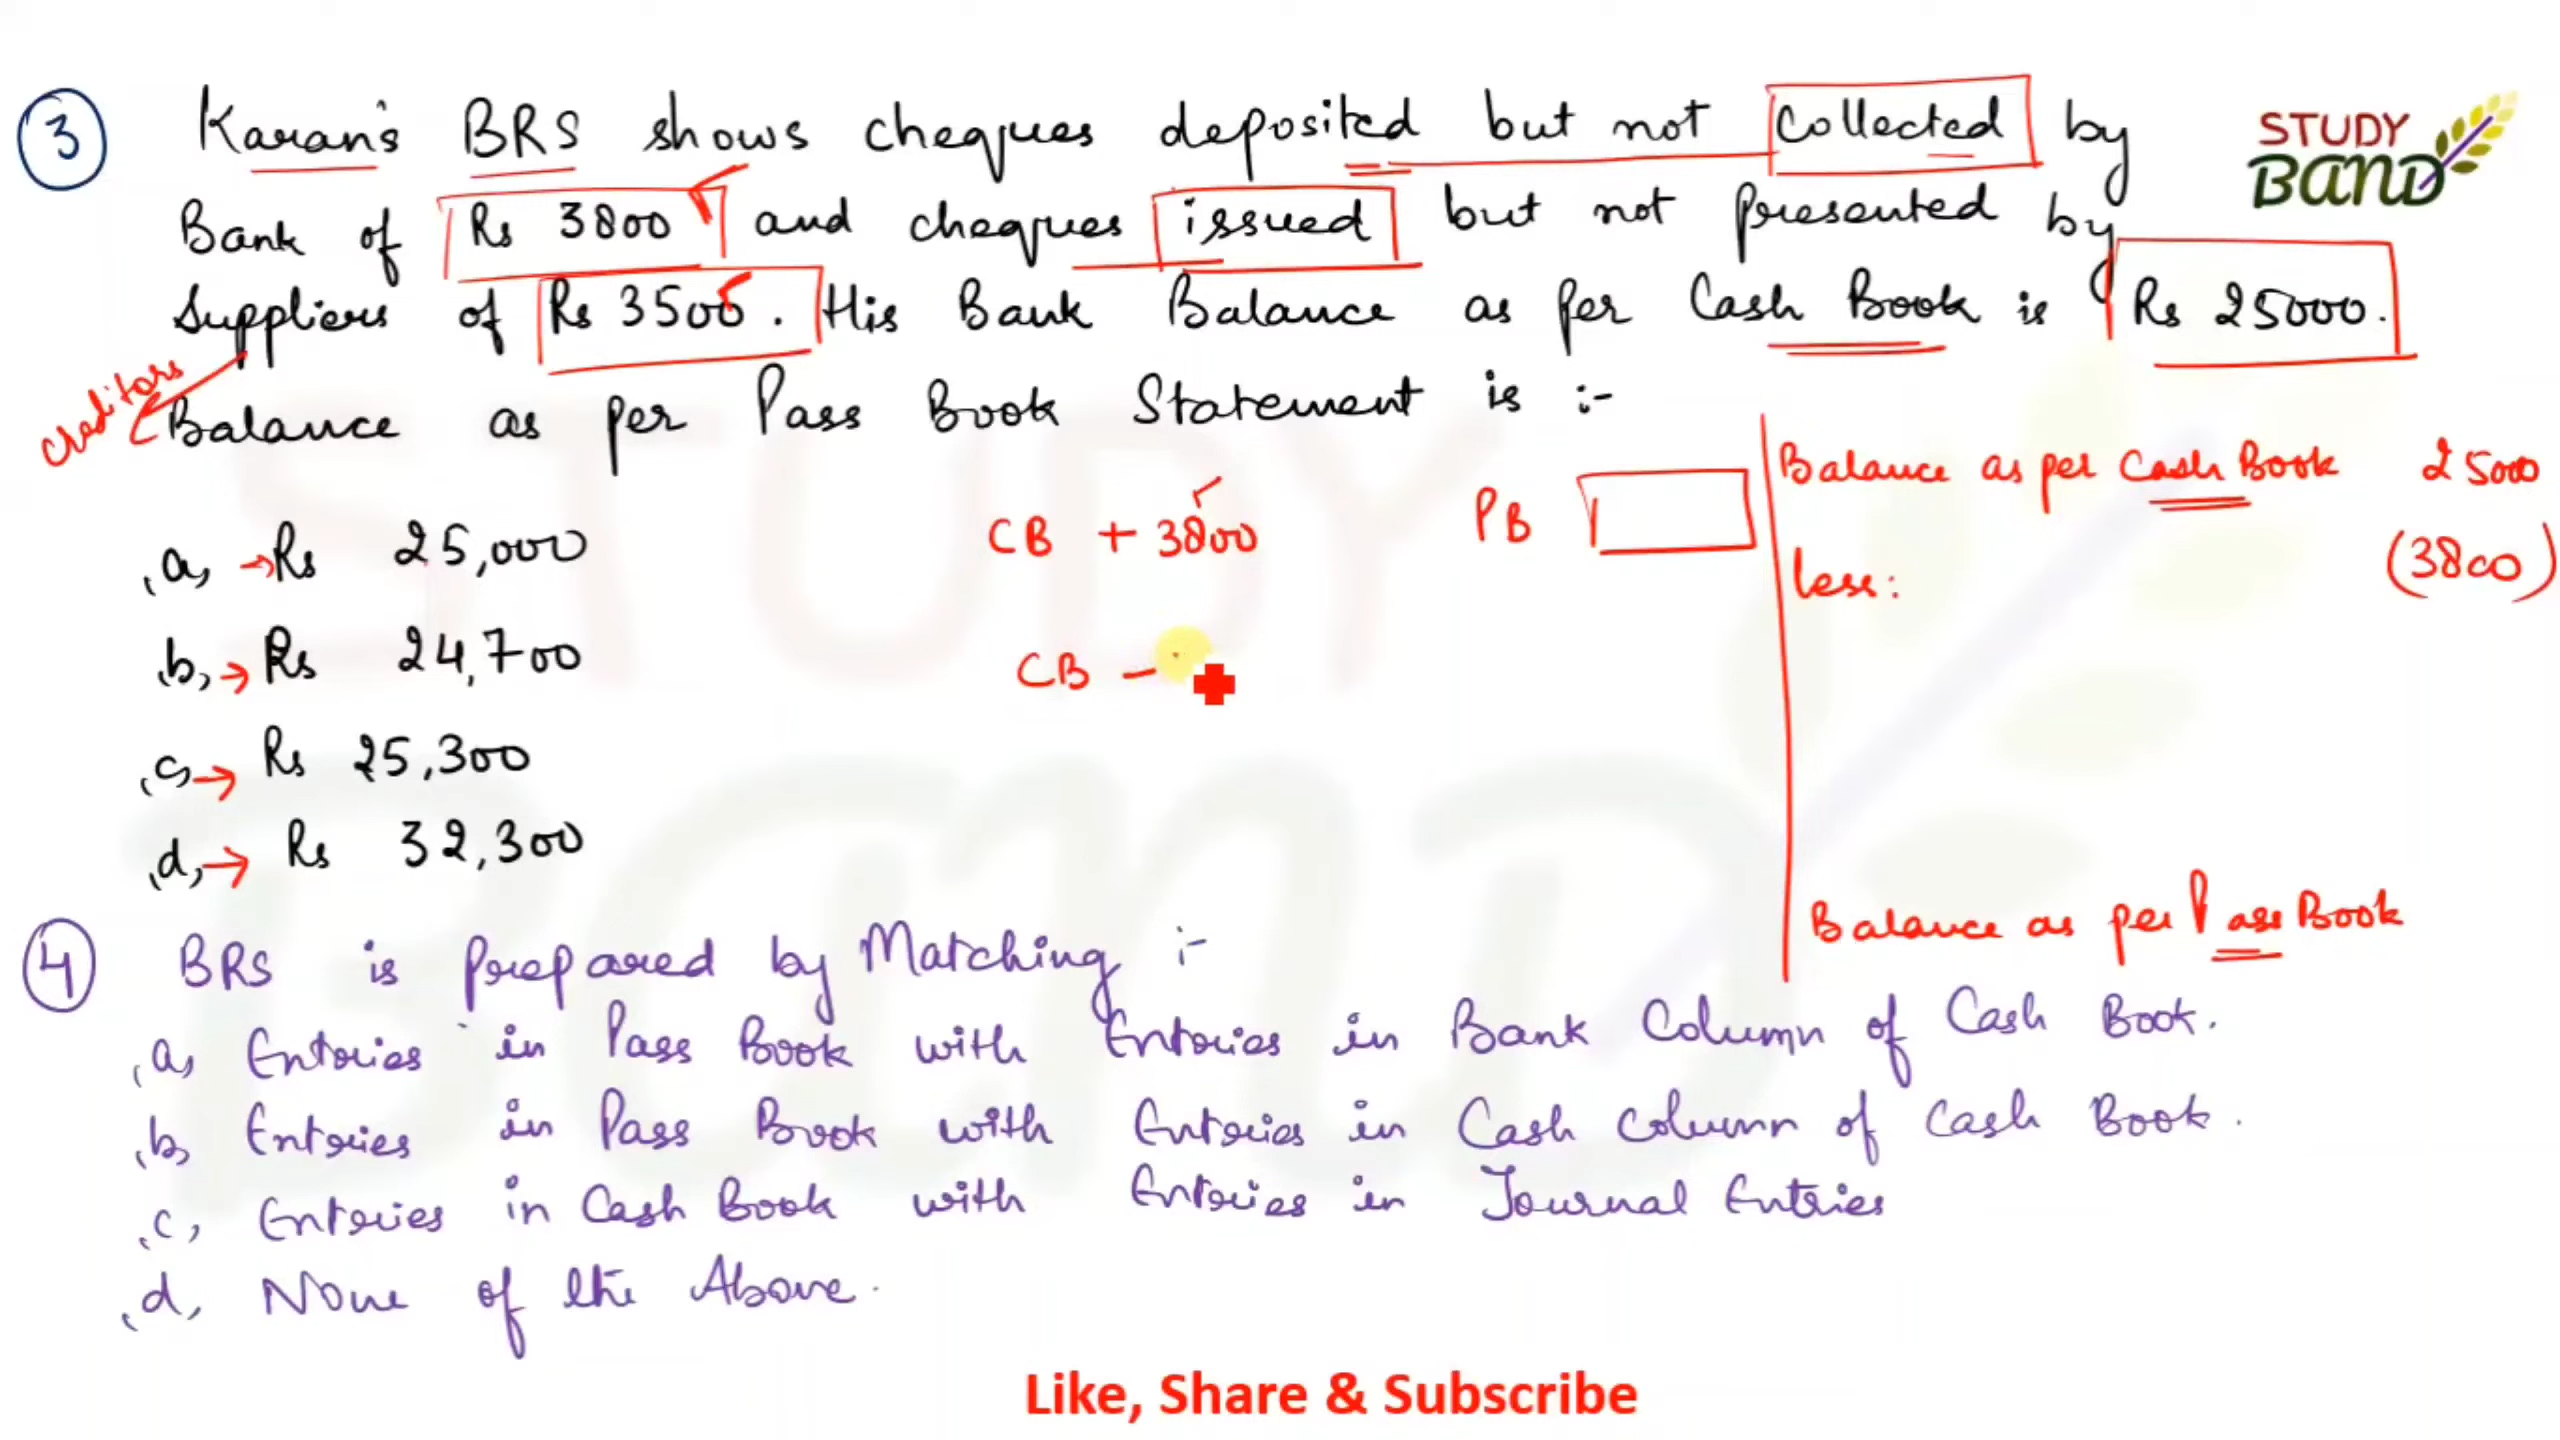 3 Karan's BRS shows cheques deposited but not collected by
Bank of Rs 3800 and cheques issued but not presented by
Suppliers of Rs 3500. His Bank Balance as per Cash Book is Rs 25000.
creditors
Balance as per Pass Book Statement is :-
STUDY
BAND
a, → Rs 25,000
b, → Rs 24,700
c, → Rs 25,300
d, → Rs 32,300
CB + 3800
CB -
PB
Balance as per Cash Book 25000
less: (3800)
Balance as per Pass Book
4 BRS is prepared by Matching :-
a, Entries in Pass Book with Entries in Bank Column of Cash Book.
b, Entries in Pass Book with Entries in Cash Column of Cash Book.
c, Entries in Cash Book with Entries in Journal Entries
d, None of the Above.
Like, Share & Subscribe
STUDY
BAND